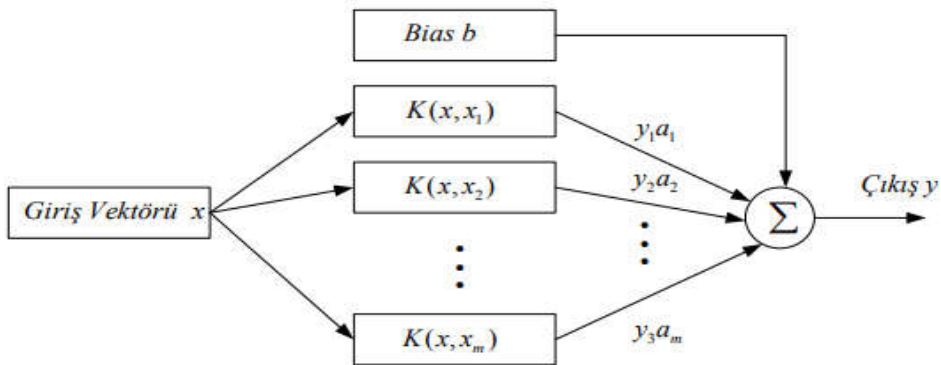 Bias b
K(x, x₁)
y₁a₁
K(x, x₂)
y₂a₂
Giriş Vektörü x
Σ
Çıkış y
K(x, xₘ)
y₃aₘ